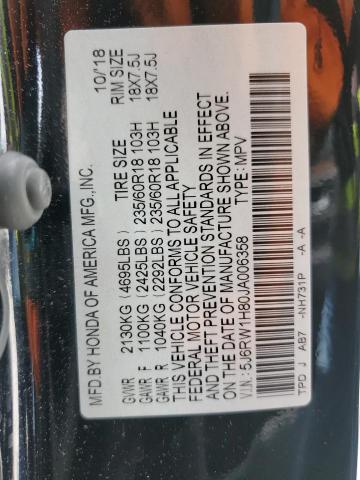 MFD.BY HONDA OF AMERICA MFG.,INC. 10/'18
TIRE SIZE RIM SIZE
GVWR 2130KG (4695LBS)
GAWR F 1100KG (2425LBS) 235/60R18 103H 18X7.5J
GAWR R 1040KG (2292LBS) 235/60R18 103H 18X7.5J
THIS VEHICLE CONFORMS TO ALL APPLICABLE
FEDERAL MOTOR VEHICLE SAFETY
AND THEFT PREVENTION STANDARDS IN EFFECT
ON THE DATE OF MANUFACTURE SHOWN ABOVE.
V.I.N.: 5J6RW1H80JA006358 TYPE: MPV
TPD J AB7 -NH731P -A -A